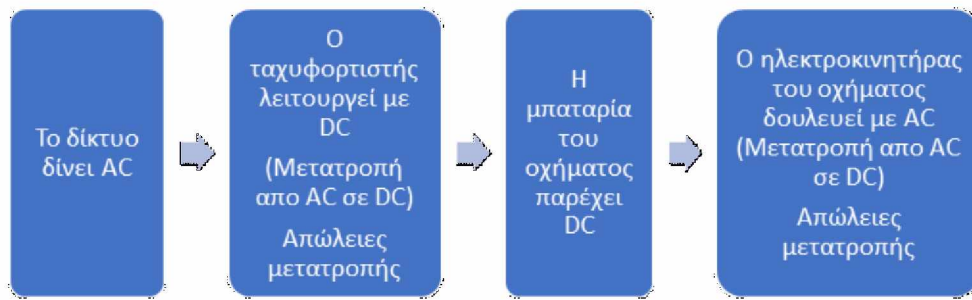 Το δίκτυο
δίνει AC
Ο
ταχυφορτιστής
λειτουργεί με
DC
(Μετατροπή
απο AC σε DC)
Απώλειες
μετατροπής
Η
μπαταρία
του
οχήματος
παρέχει
DC
Ο ηλεκτροκινητήρας
του οχήματος
δουλευεί με AC
(Μετατροπή απο AC
σε DC)
Απώλειες
μετατροπής